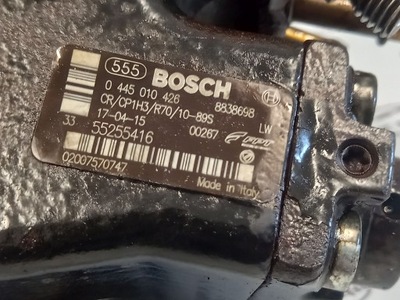 555 BOSCH
0 445 010 426 8838698
CR/CP1H3/R70/10-89S LW
17-04-15 00267
33 55255416
02007570747 Made in Italy